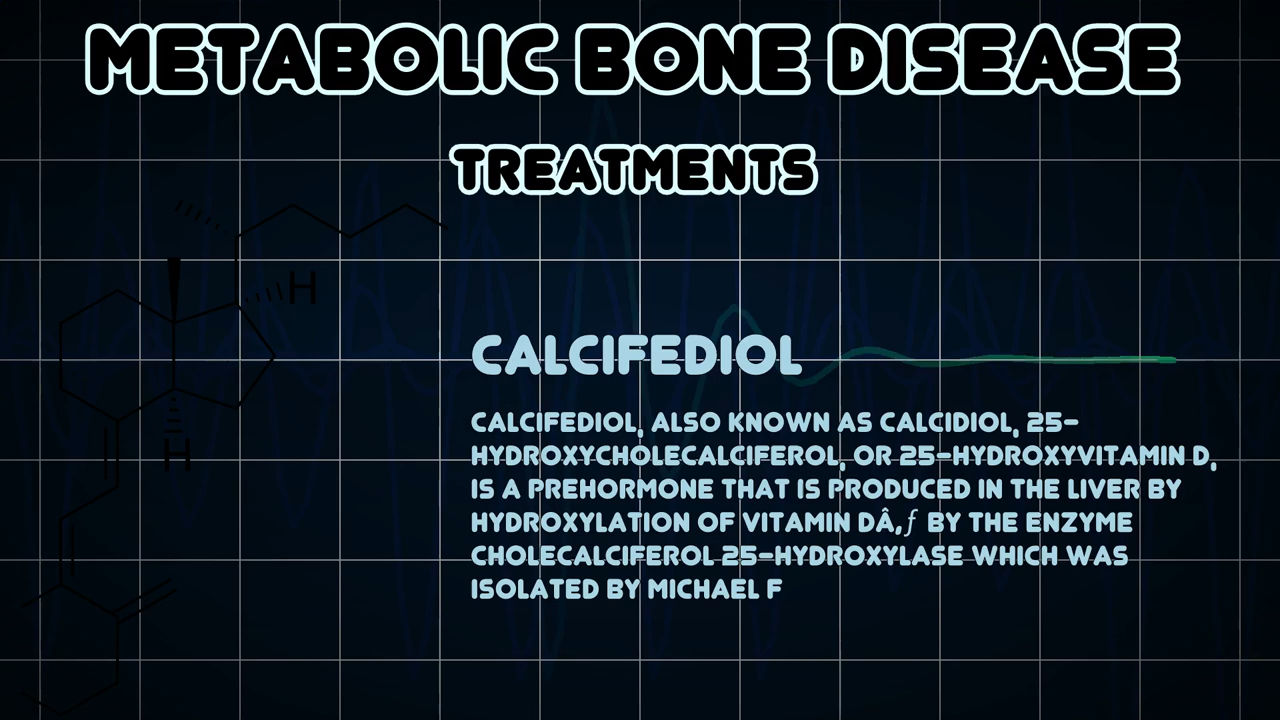 METABOLIC BONE DISEASE
TREATMENTS
H
CALCIFEDIOL
CALCIFEDIOL, ALSO KNOWN AS CALCIDIOL, 25-
HYDROXYCHOLECALCIFEROL, OR 25-HYDROXYVITAMIN D,
IS A PREHORMONE THAT IS PRODUCED IN THE LIVER BY
HYDROXYLATION OF VITAMIN DÂ‚ƒ BY THE ENZYME
H
CHOLECALCIFEROL 25-HYDROXYLASE WHICH WAS
ISOLATED BY MICHAEL F